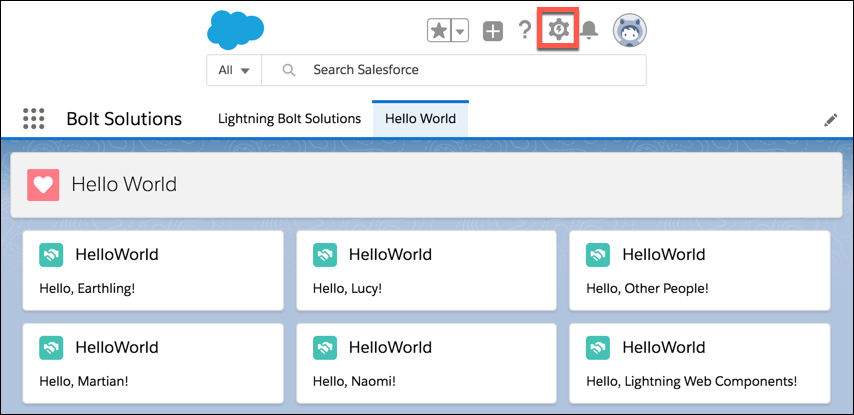 All
Search Salesforce
Bolt Solutions
Lightning Bolt Solutions
Hello World
Hello World
HelloWorld
Hello, Earthling!
HelloWorld
Hello, Lucy!
HelloWorld
Hello, Other People!
HelloWorld
Hello, Martian!
HelloWorld
Hello, Naomi!
HelloWorld
Hello, Lightning Web Components!